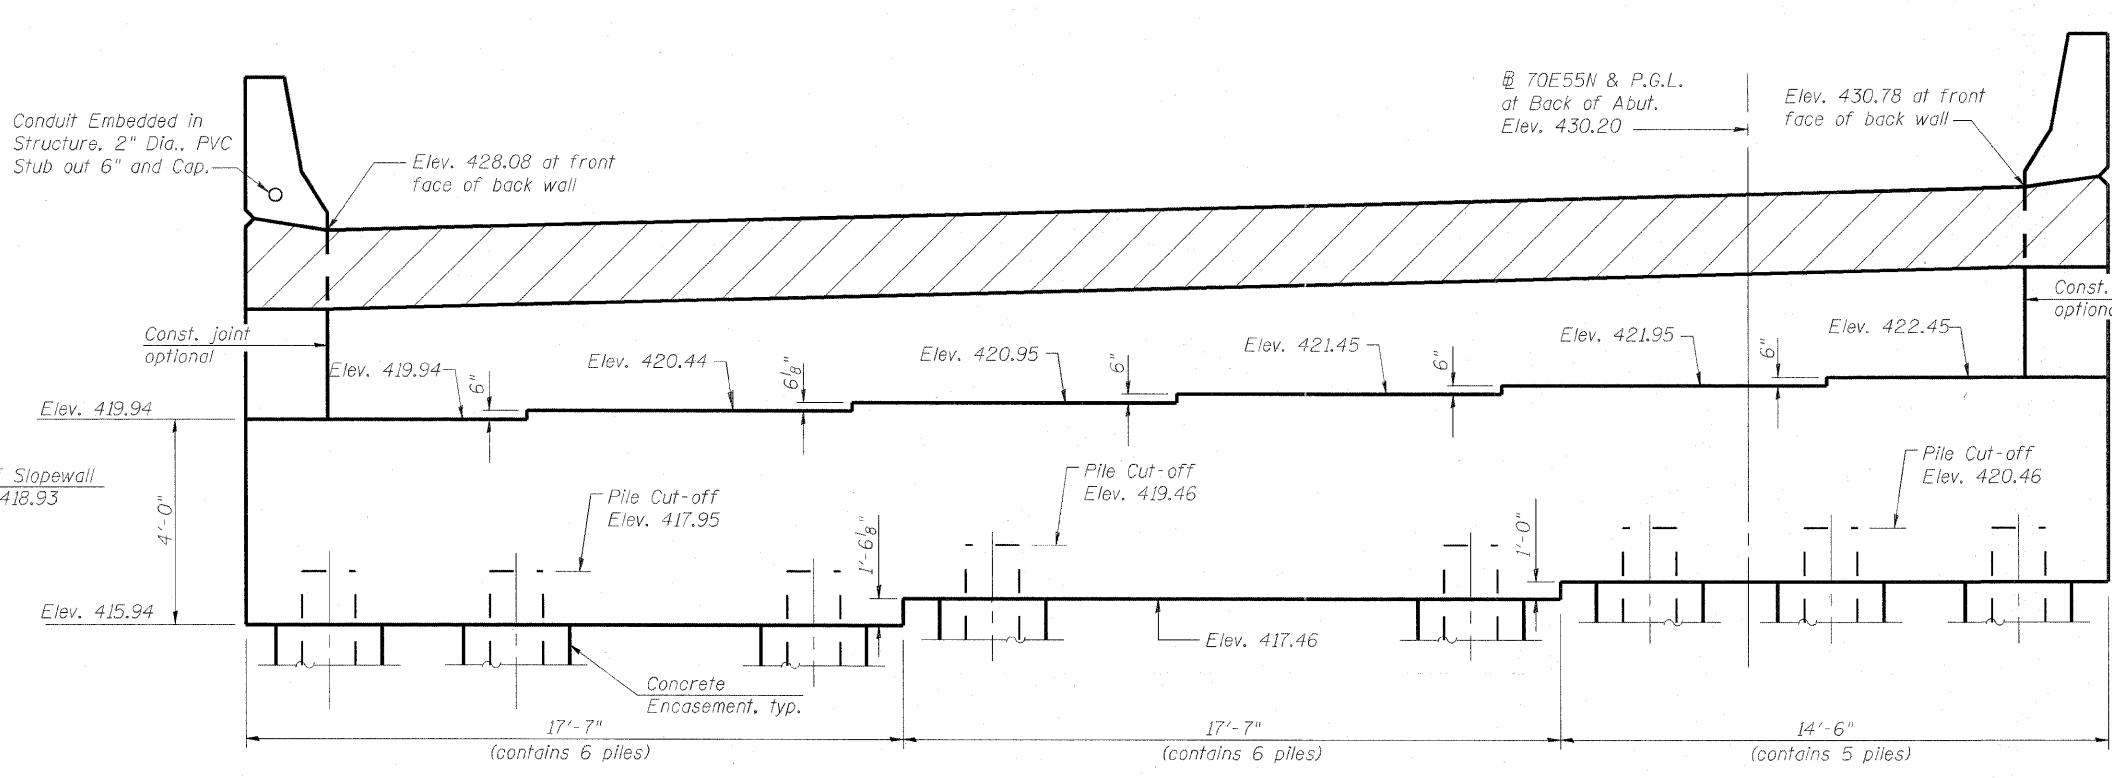 ℄ 70E55N & P.G.L.
at Back of Abut.
Elev. 430.20
Elev. 430.78 at front
face of back wall
Conduit Embedded in
Structure, 2" Dia., PVC
Stub out 6" and Cap.
Elev. 428.08 at front
face of back wall
Const.
Const. joint
optional
Elev. 419.94
6"
Elev. 420.44
6⅛"
Elev. 420.95
6"
Elev. 421.45
6"
Elev. 421.95
6"
Elev. 422.45
Elev. 419.94
Slopewall
418.93
4'-0"
Pile Cut-off
Elev. 417.95
1'-6⅛"
Pile Cut-off
Elev. 419.46
1'-0"
Pile Cut-off
Elev. 420.46
Elev. 415.94
Elev. 417.46
Concrete
Encasement, typ.
17'-7"
(contains 6 piles)
17'-7"
(contains 6 piles)
14'-6"
(contains 5 piles)